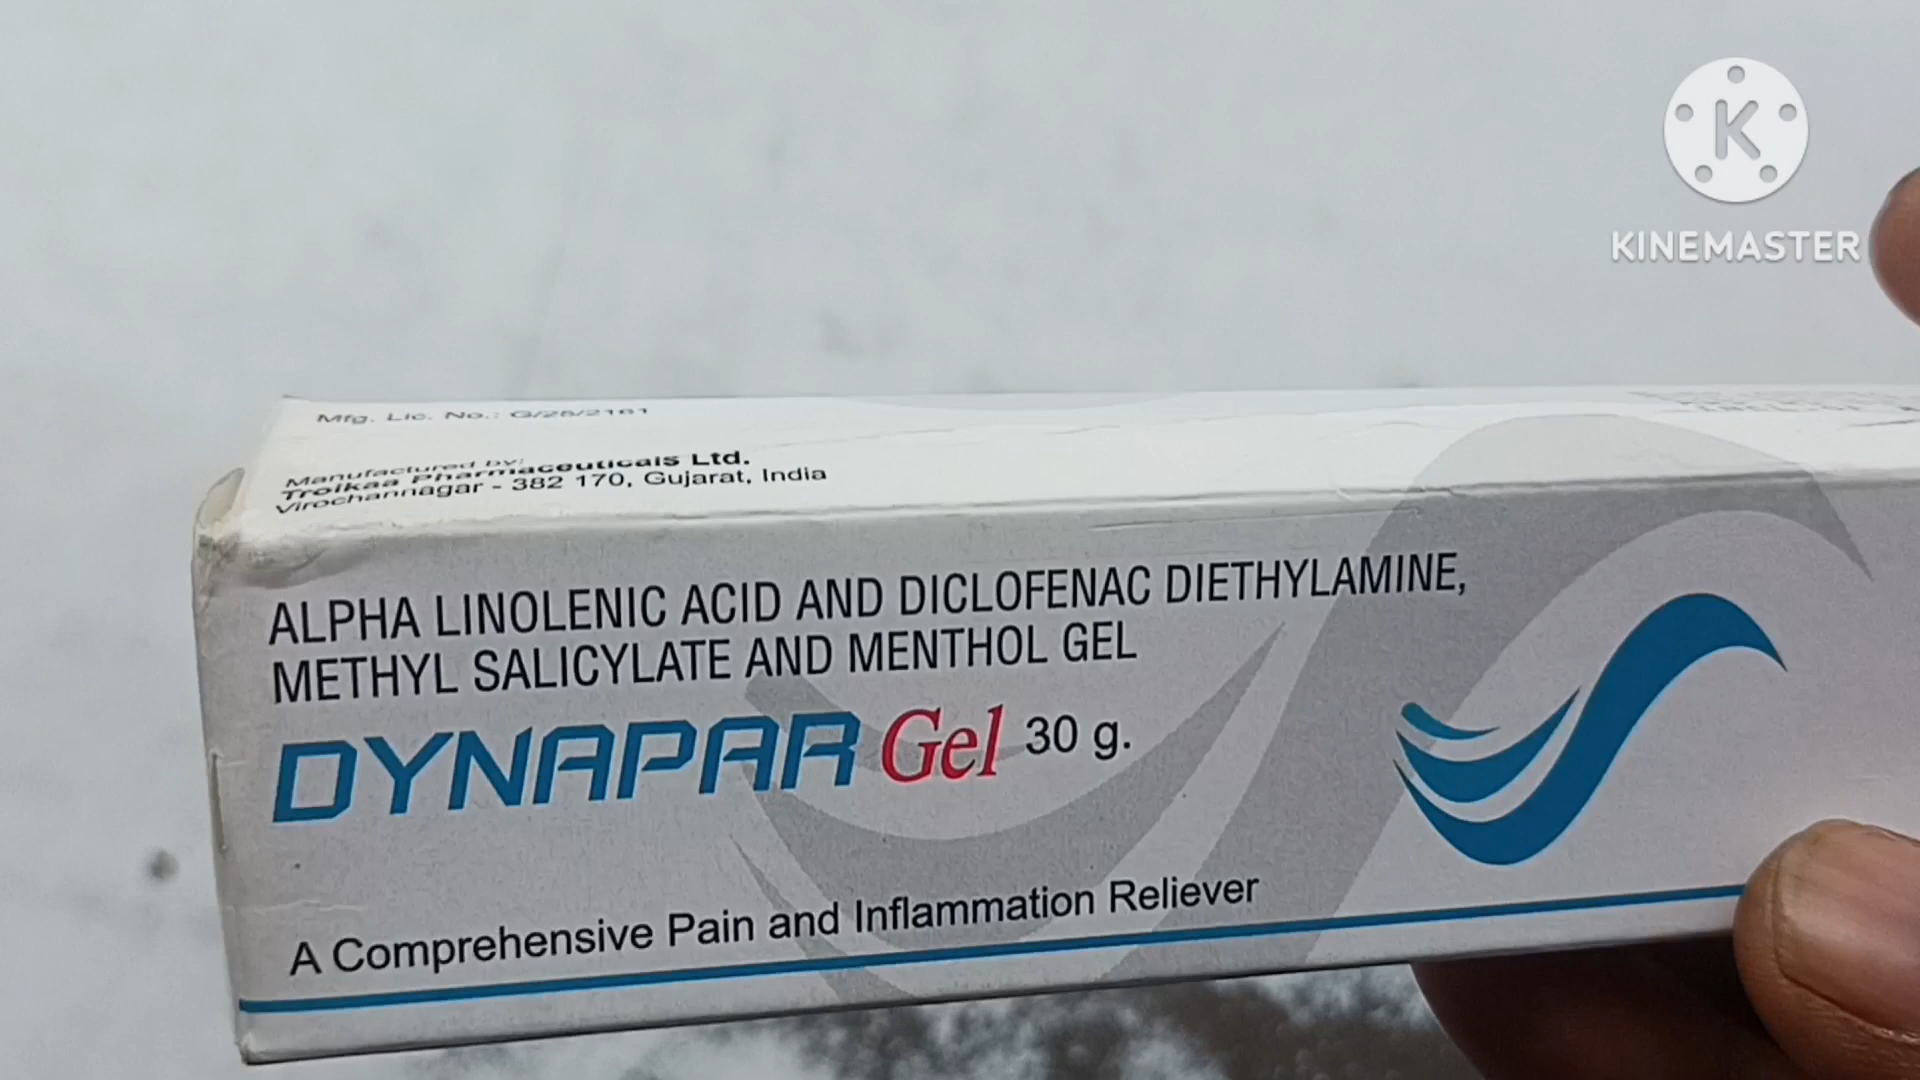 KINEMASTER
Mfg. Lic. No.: G/28/2161
Manufactured by:
Troikaa Pharmaceuticals Ltd.
Virochannagar - 382 170, Gujarat, India
ALPHA LINOLENIC ACID AND DICLOFENAC DIETHYLAMINE,
METHYL SALICYLATE AND MENTHOL GEL
DYNAPAR Gel 30 g.
A Comprehensive Pain and Inflammation Reliever